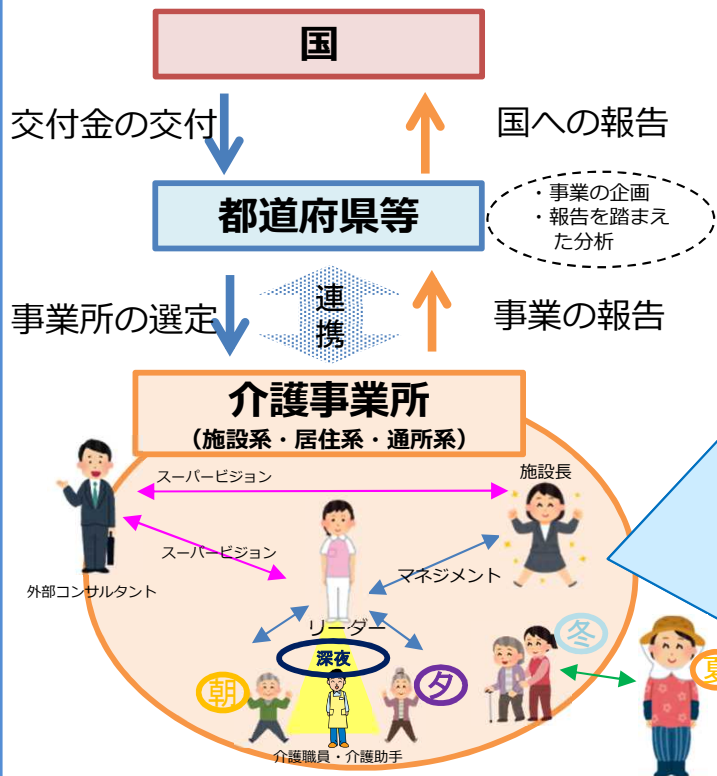 国
交付金の交付
国への報告
都道府県等
・事業の企画
・報告を踏まえ
た分析
事業所の選定
連
携
事業の報告
介護事業所
（施設系・居住系・通所系）
スーパービジョン
施設長
スーパービジョン
マネジメント
外部コンサルタント
リーダー
深夜
朝
夕
冬
夏
介護職員・介護助手